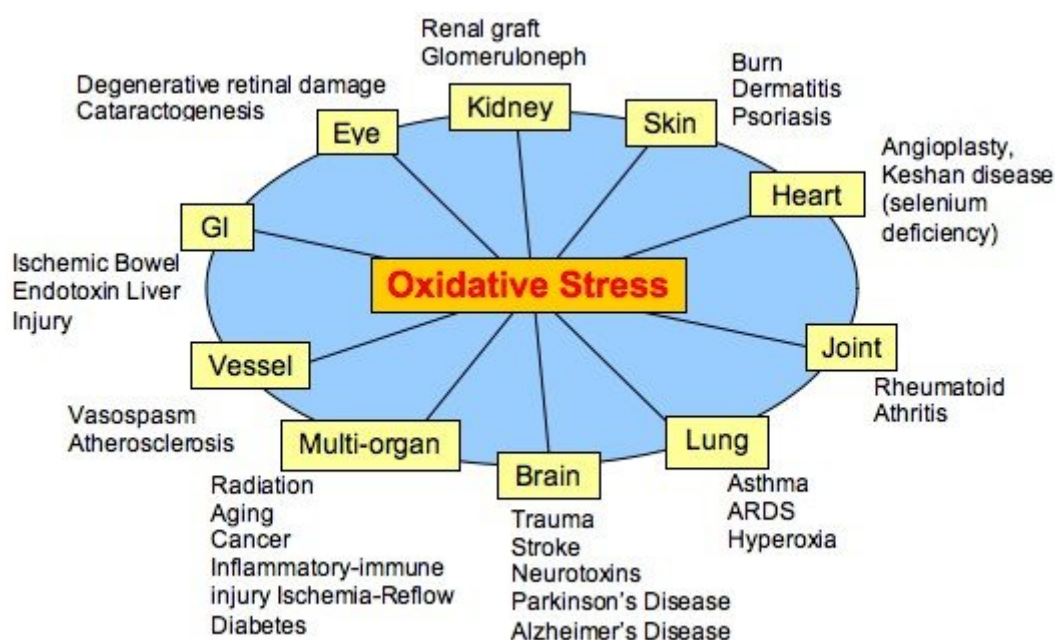 Renal graft
Glomeruloneph
Kidney
Degenerative retinal damage
Cataractogenesis
Eye
Burn
Dermatitis
Psoriasis
Skin
Angioplasty,
Keshan disease
(selenium
deficiency)
Heart
GI
Ischemic Bowel
Endotoxin Liver
Injury
Oxidative Stress
Vessel
Vasospasm
Atherosclerosis
Joint
Rheumatoid
Athritis
Multi-organ
Radiation
Aging
Cancer
Inflammatory-immune
injury Ischemia-Reflow
Diabetes
Brain
Trauma
Stroke
Neurotoxins
Parkinson's Disease
Alzheimer's Disease
Lung
Asthma
ARDS
Hyperoxia